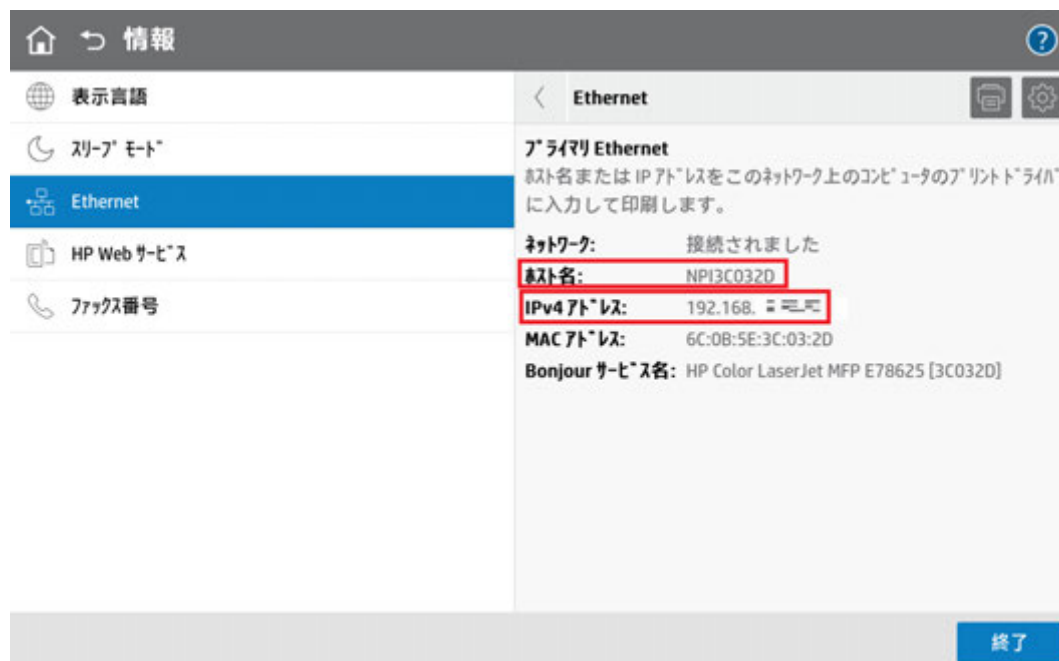 情報
表示言語
スリープ モード
Ethernet
HP Web サービス
ファックス番号
Ethernet
プライマリ Ethernet
ホスト名または IP アドレスをこのネットワーク上のコンピュータのプリントドライバ
に入力して印刷します。
ネットワーク: 接続されました
ホスト名: NPI3C032D
IPv4 アドレス: 192.168.
MAC アドレス: 6C:0B:5E:3C:03:2D
Bonjour サービス名: HP Color LaserJet MFP E78625 [3C032D]
終了